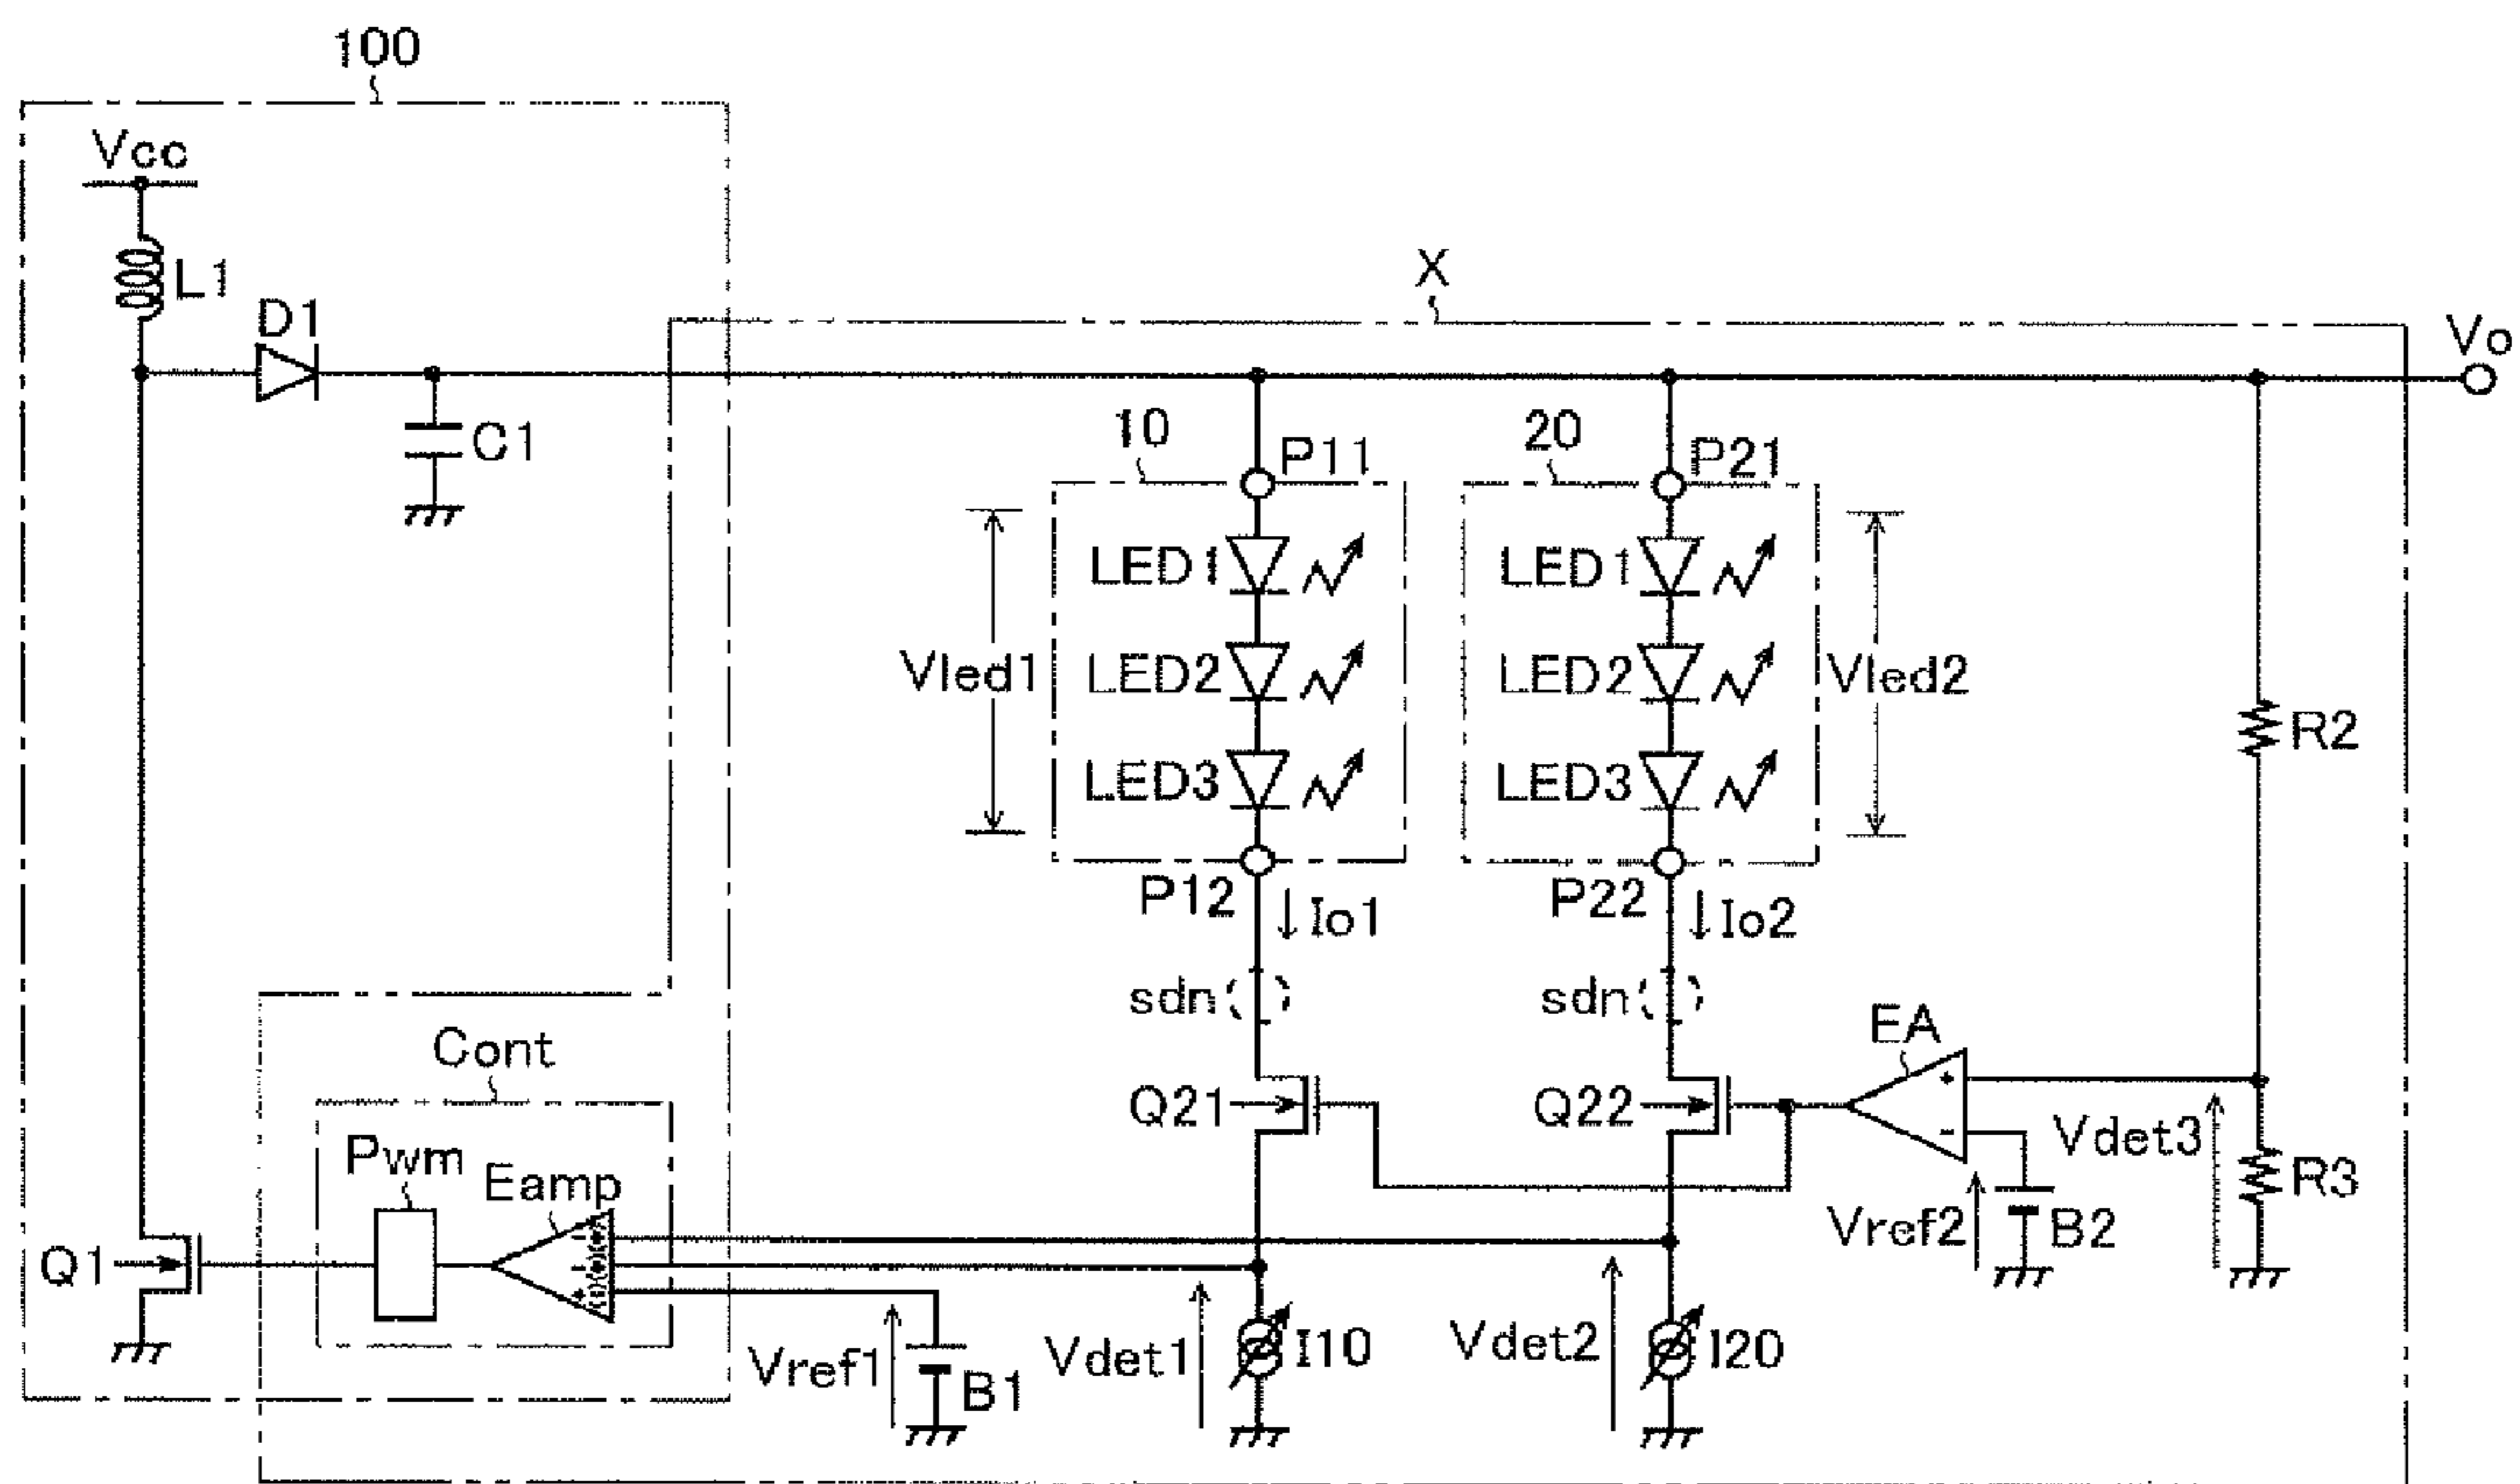 100
Vcc
L1
D1
C1
X
Vo
10
P11
20
P21
LED1
LED2
LED3
Vled1
LED1
LED2
LED3
Vled2
R2
P12
Io1
P22
Io2
sdn
sdn
EA
+
-
Q21
Q22
Vdet3
R3
Vref2
B2
Cont
Pwm
Eamp
-
-
+
Q1
Vref1
B1
Vdet1
I10
Vdet2
I20